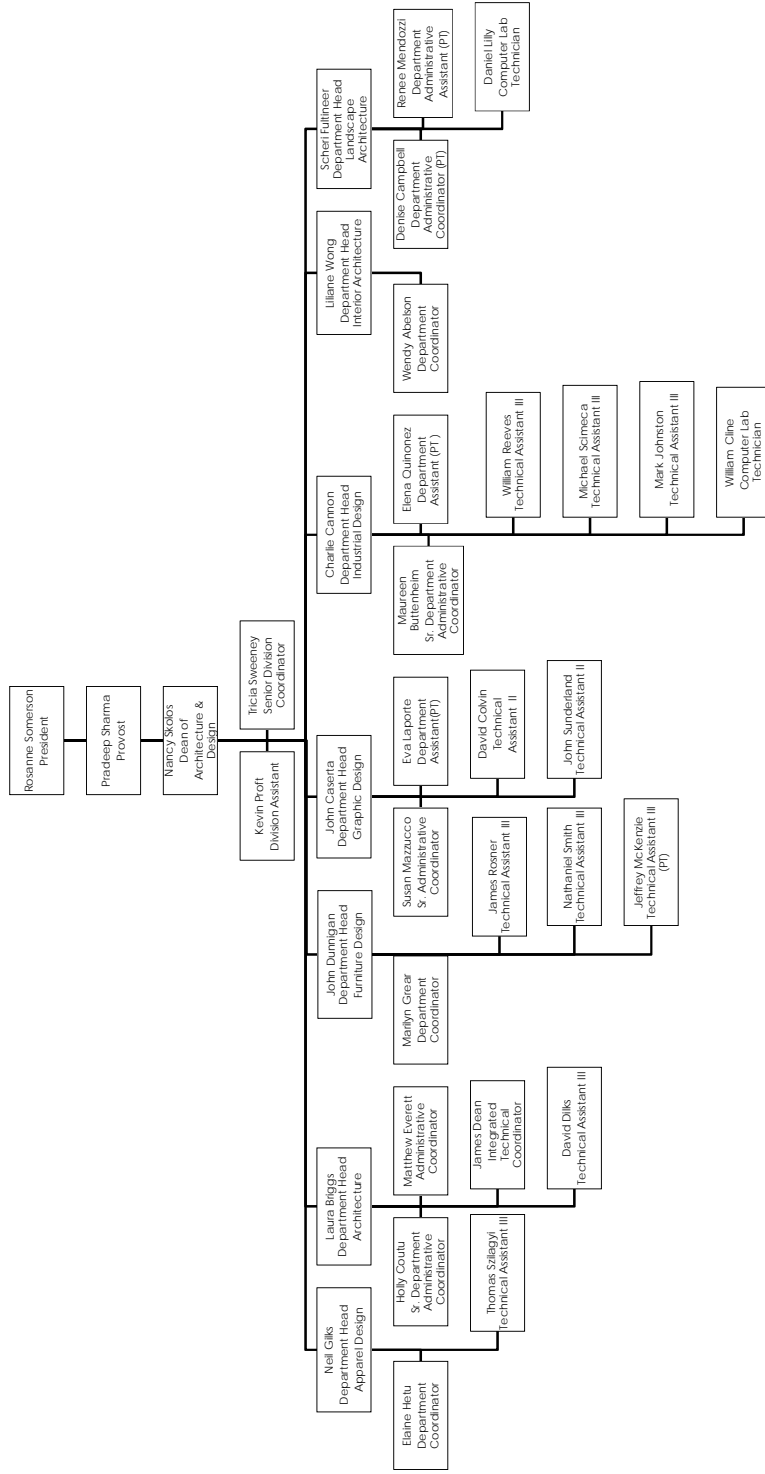 Rosanne Somerson
President
Pradeep Sharma
Provost
Nancy Skolos
Dean of
Architecture &
Design
Kevin Proft
Division Assistant
Tricia Sweeney
Senior Division
Coordinator
Neil Gilks
Department Head
Apparel Design
Laura Briggs
Department Head
Architecture
John Dunnigan
Department Head
Furniture Design
John Caserta
Department Head
Graphic Design
Charlie Cannon
Department Head
Industrial Design
Liliane Wong
Department Head
Interior Architecture
Scheri Fultineer
Department Head
Landscape
Architecture
Elaine Hetu
Department
Coordinator
Thomas Szilagyi
Technical Assistant III
Holly Coutu
Sr. Department
Administrative
Coordinator
Matthew Everett
Administrative
Coordinator
James Dean
Integrated
Technical
Coordinator
David Dilks
Technical Assistant III
Marilyn Grear
Department
Coordinator
James Rosner
Technical Assistant III
Nathaniel Smith
Technical Assistant III
Jeffrey McKenzie
Technical Assistant III
(PT)
Susan Mazzucco
Sr. Administrative
Coordinator
Eva Laporte
Department
Assistant(PT)
David Colvin
Technical
Assistant II
John Sunderland
Technical Assistant II
Maureen
Buttenheim
Sr. Department
Administrative
Coordinator
Elena Quinonez
Department
Assistant (PT)
William Reeves
Technical Assistant III
Michael Scimeca
Technical Assistant III
Mark Johnston
Technical Assistant III
William Cline
Computer Lab
Technician
Wendy Abelson
Department
Coordinator
Denise Campbell
Department
Administrative
Coordinator (PT)
Renee Mendozzi
Department
Administrative
Assistant (PT)
Daniel Lilly
Computer Lab
Technician